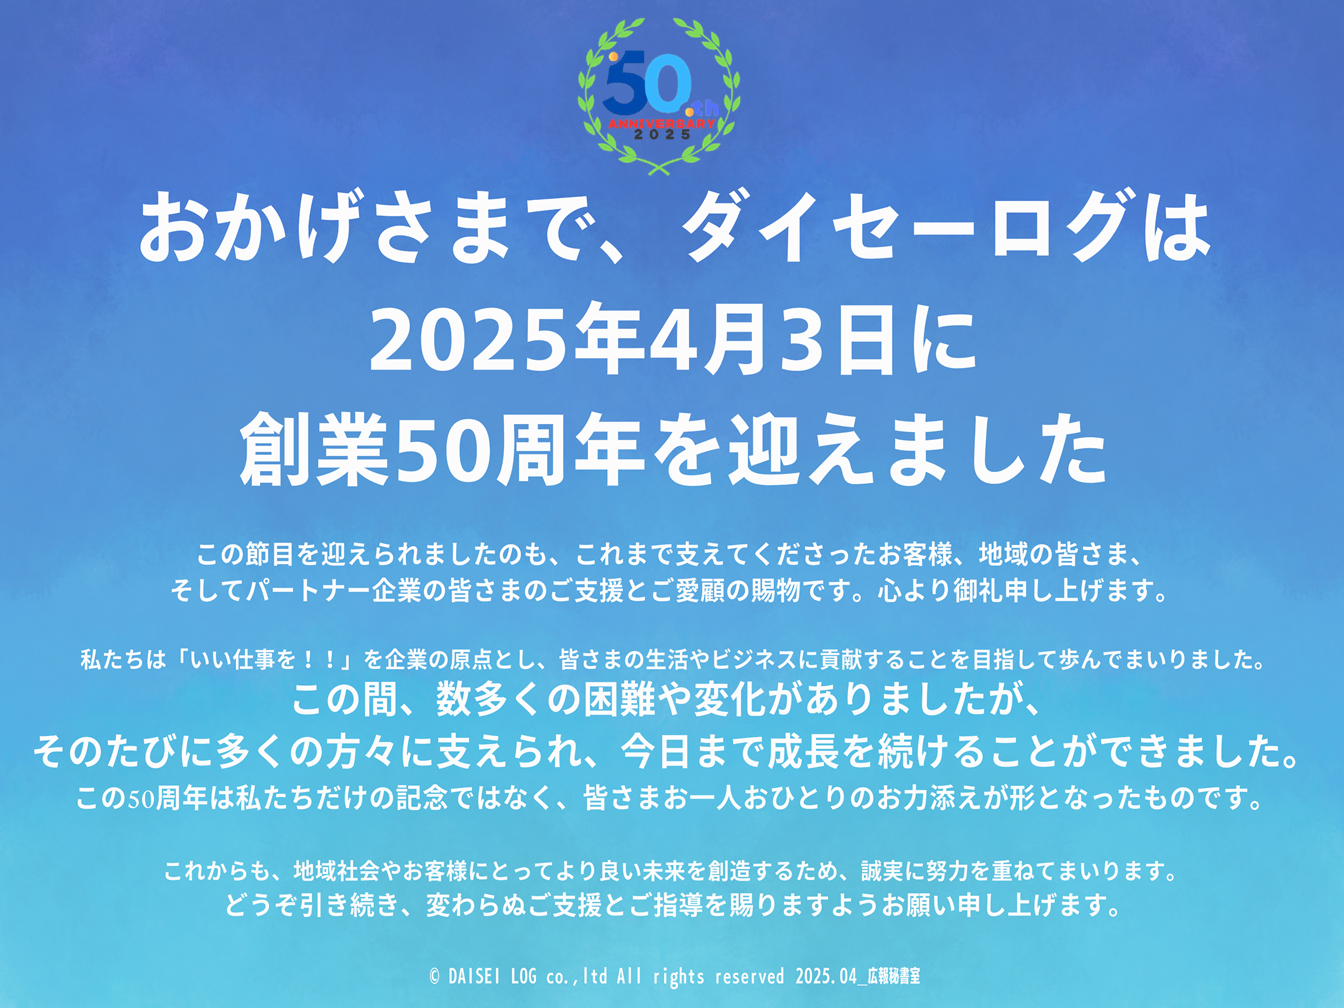 50.th
ANNIVERSARY
2025
おかげさまで、ダイセーログは
2025年4月3日に
創業50周年を迎えました
この節目を迎えられましたのも、これまで支えてくださったお客様、地域の皆さま、
そしてパートナー企業の皆さまのご支援とご愛顧の賜物です。心より御礼申し上げます。
私たちは「いい仕事を！！」を企業の原点とし、皆さまの生活やビジネスに貢献することを目指して歩んでまいりました。
この間、数多くの困難や変化がありましたが、
そのたびに多くの方々に支えられ、今日まで成長を続けることができました。
この50周年は私たちだけの記念ではなく、皆さまお一人おひとりのお力添えが形となったものです。
これからも、地域社会やお客様にとってより良い未来を創造するため、誠実に努力を重ねてまいります。
どうぞ引き続き、変わらぬご支援とご指導を賜りますようお願い申し上げます。
© DAISEI LOG co.,ltd All rights reserved 2025.04_広報秘書室